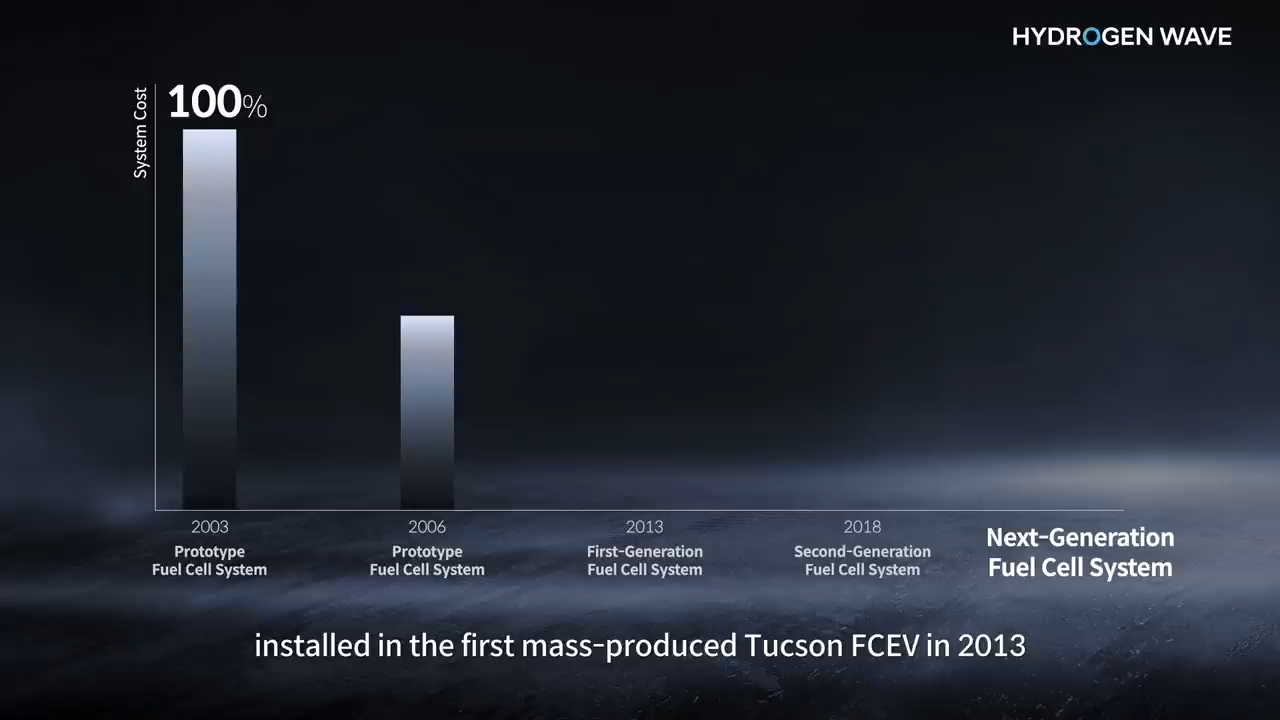 HYDROGEN WAVE
System Cost
100%
2003
Prototype
Fuel Cell System
2006
Prototype
Fuel Cell System
2013
First-Generation
Fuel Cell System
2018
Second-Generation
Fuel Cell System
Next-Generation
Fuel Cell System
installed in the first mass-produced Tucson FCEV in 2013